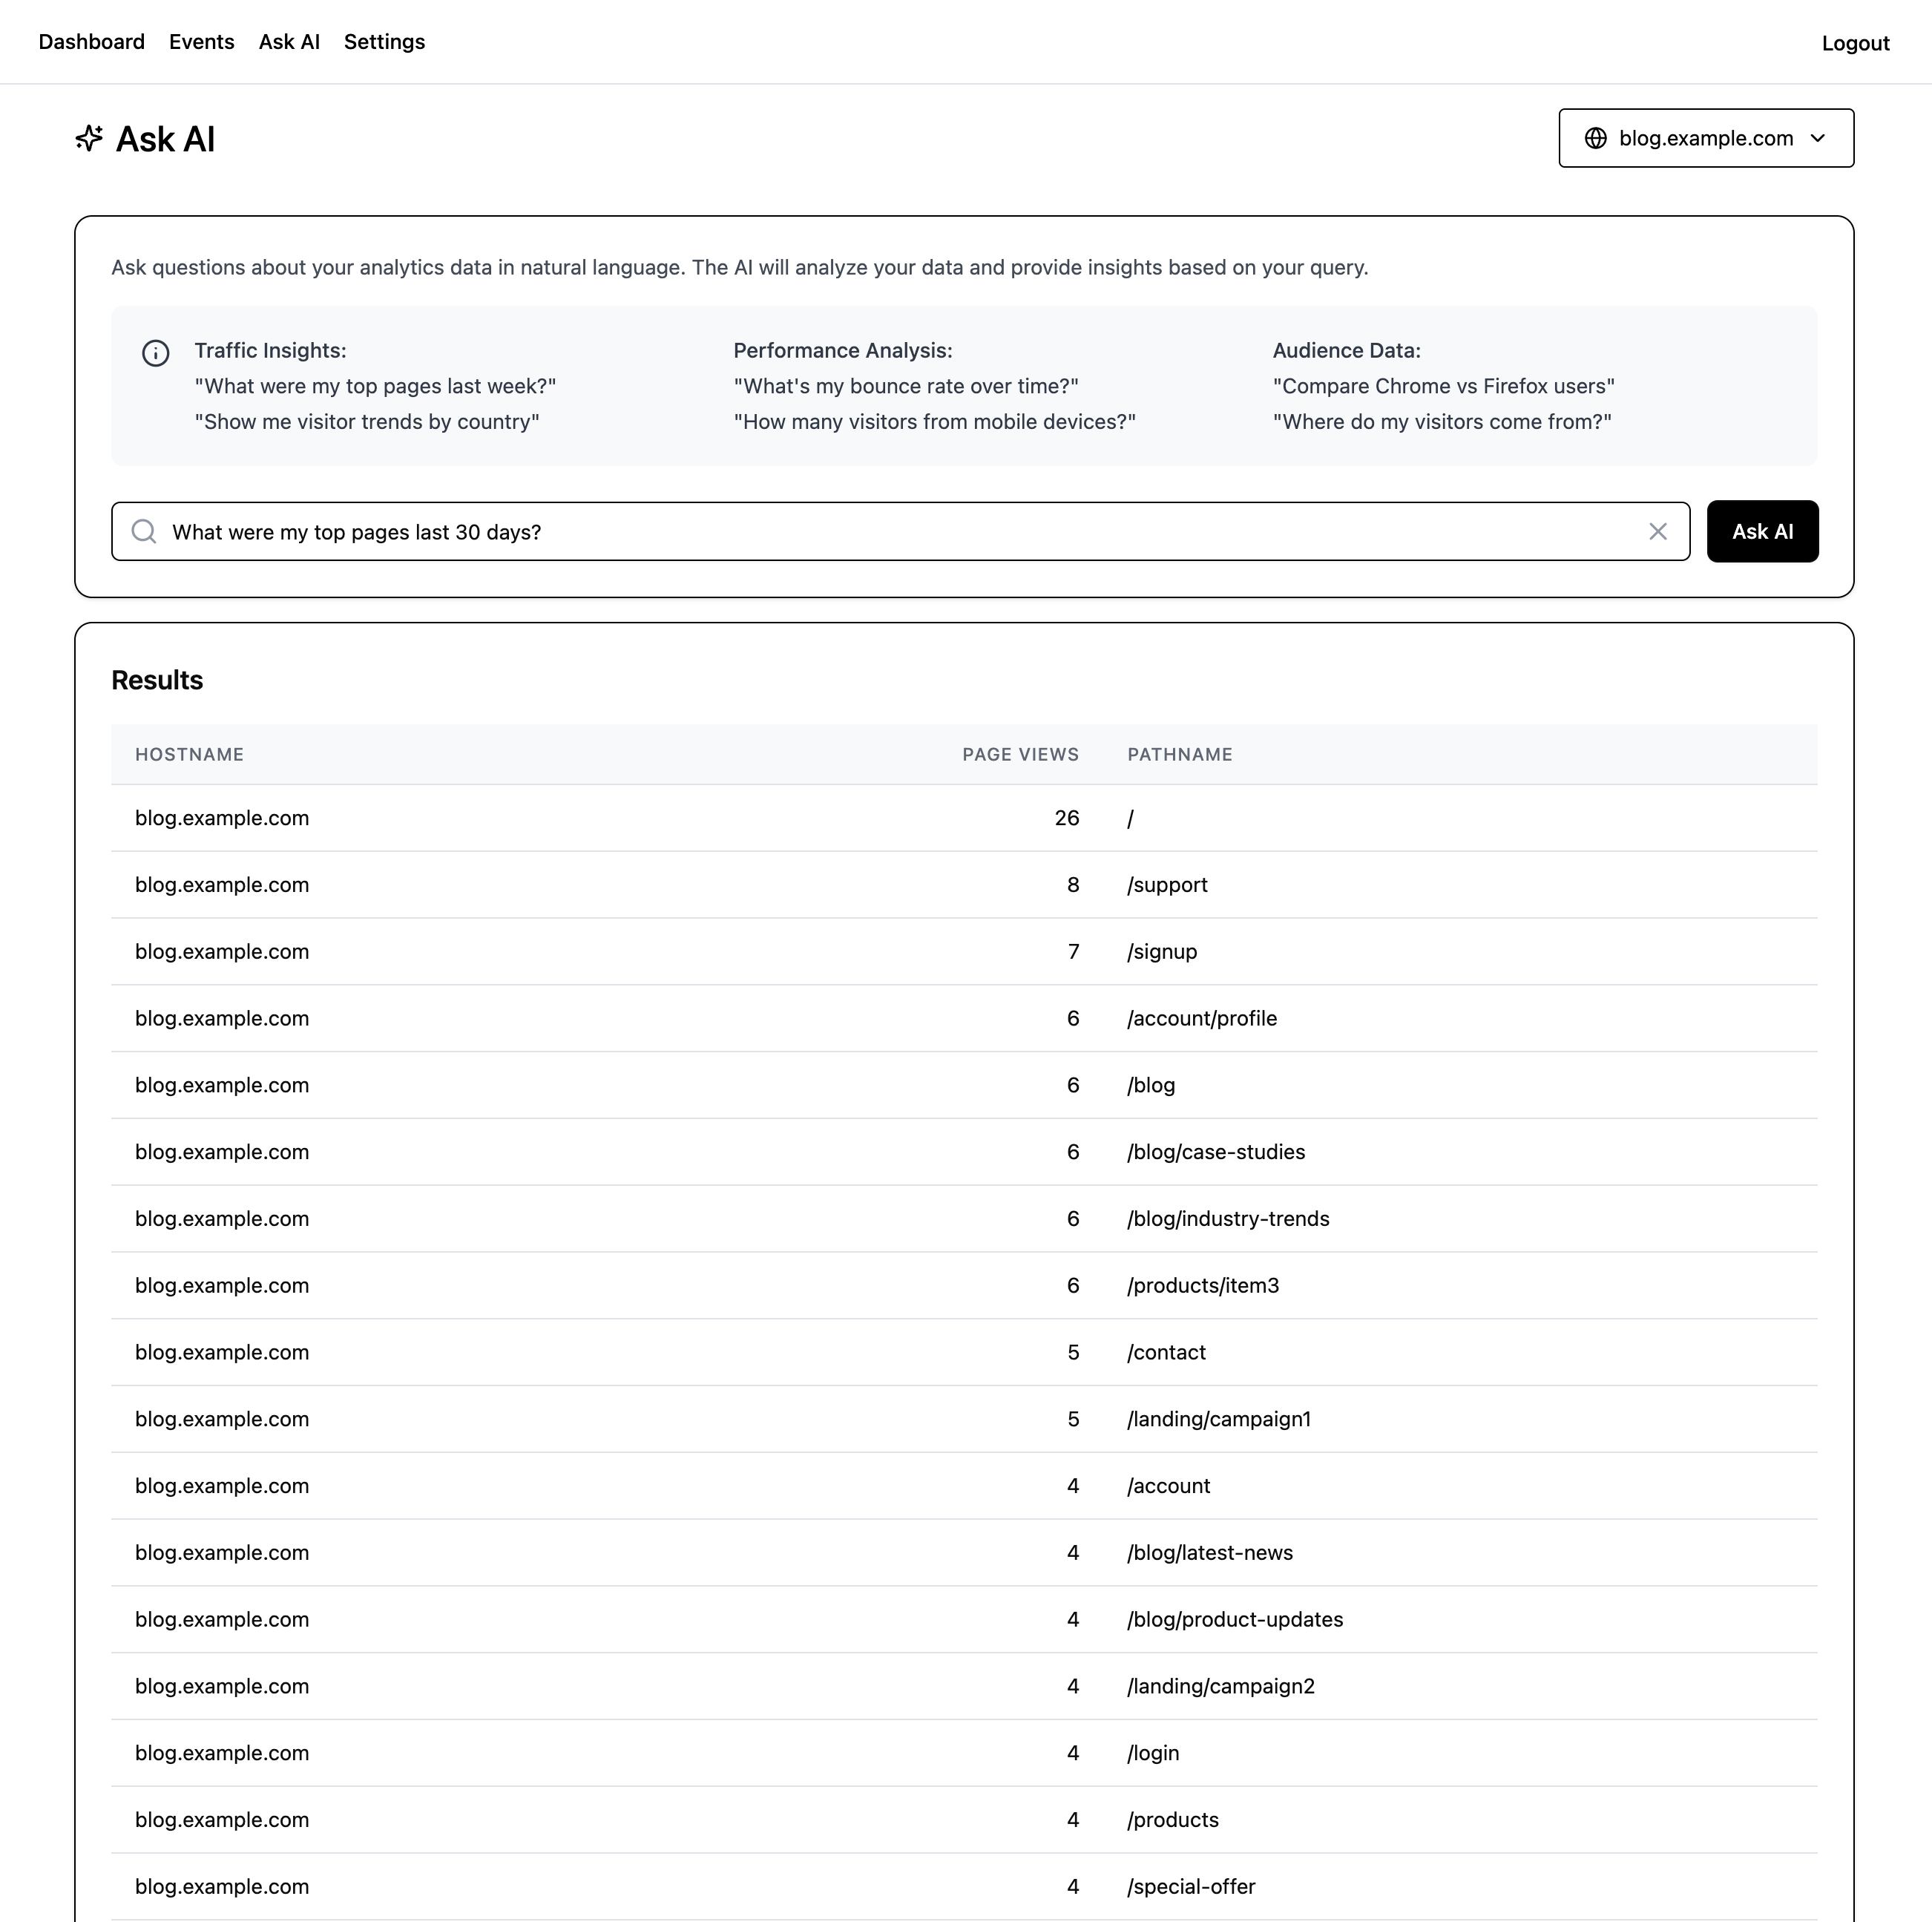 Dashboard Events Ask AI Settings Logout
Ask AI
blog.example.com
Ask questions about your analytics data in natural language. The AI will analyze your data and provide insights based on your query.
Traffic Insights:
"What were my top pages last week?"
"Show me visitor trends by country"
Performance Analysis:
"What's my bounce rate over time?"
"How many visitors from mobile devices?"
Audience Data:
"Compare Chrome vs Firefox users"
"Where do my visitors come from?"
What were my top pages last 30 days?
Ask AI
Results
HOSTNAME PAGE VIEWS PATHNAME
blog.example.com 26 /
blog.example.com 8 /support
blog.example.com 7 /signup
blog.example.com 6 /account/profile
blog.example.com 6 /blog
blog.example.com 6 /blog/case-studies
blog.example.com 6 /blog/industry-trends
blog.example.com 6 /products/item3
blog.example.com 5 /contact
blog.example.com 5 /landing/campaign1
blog.example.com 4 /account
blog.example.com 4 /blog/latest-news
blog.example.com 4 /blog/product-updates
blog.example.com 4 /landing/campaign2
blog.example.com 4 /login
blog.example.com 4 /products
blog.example.com 4 /special-offer